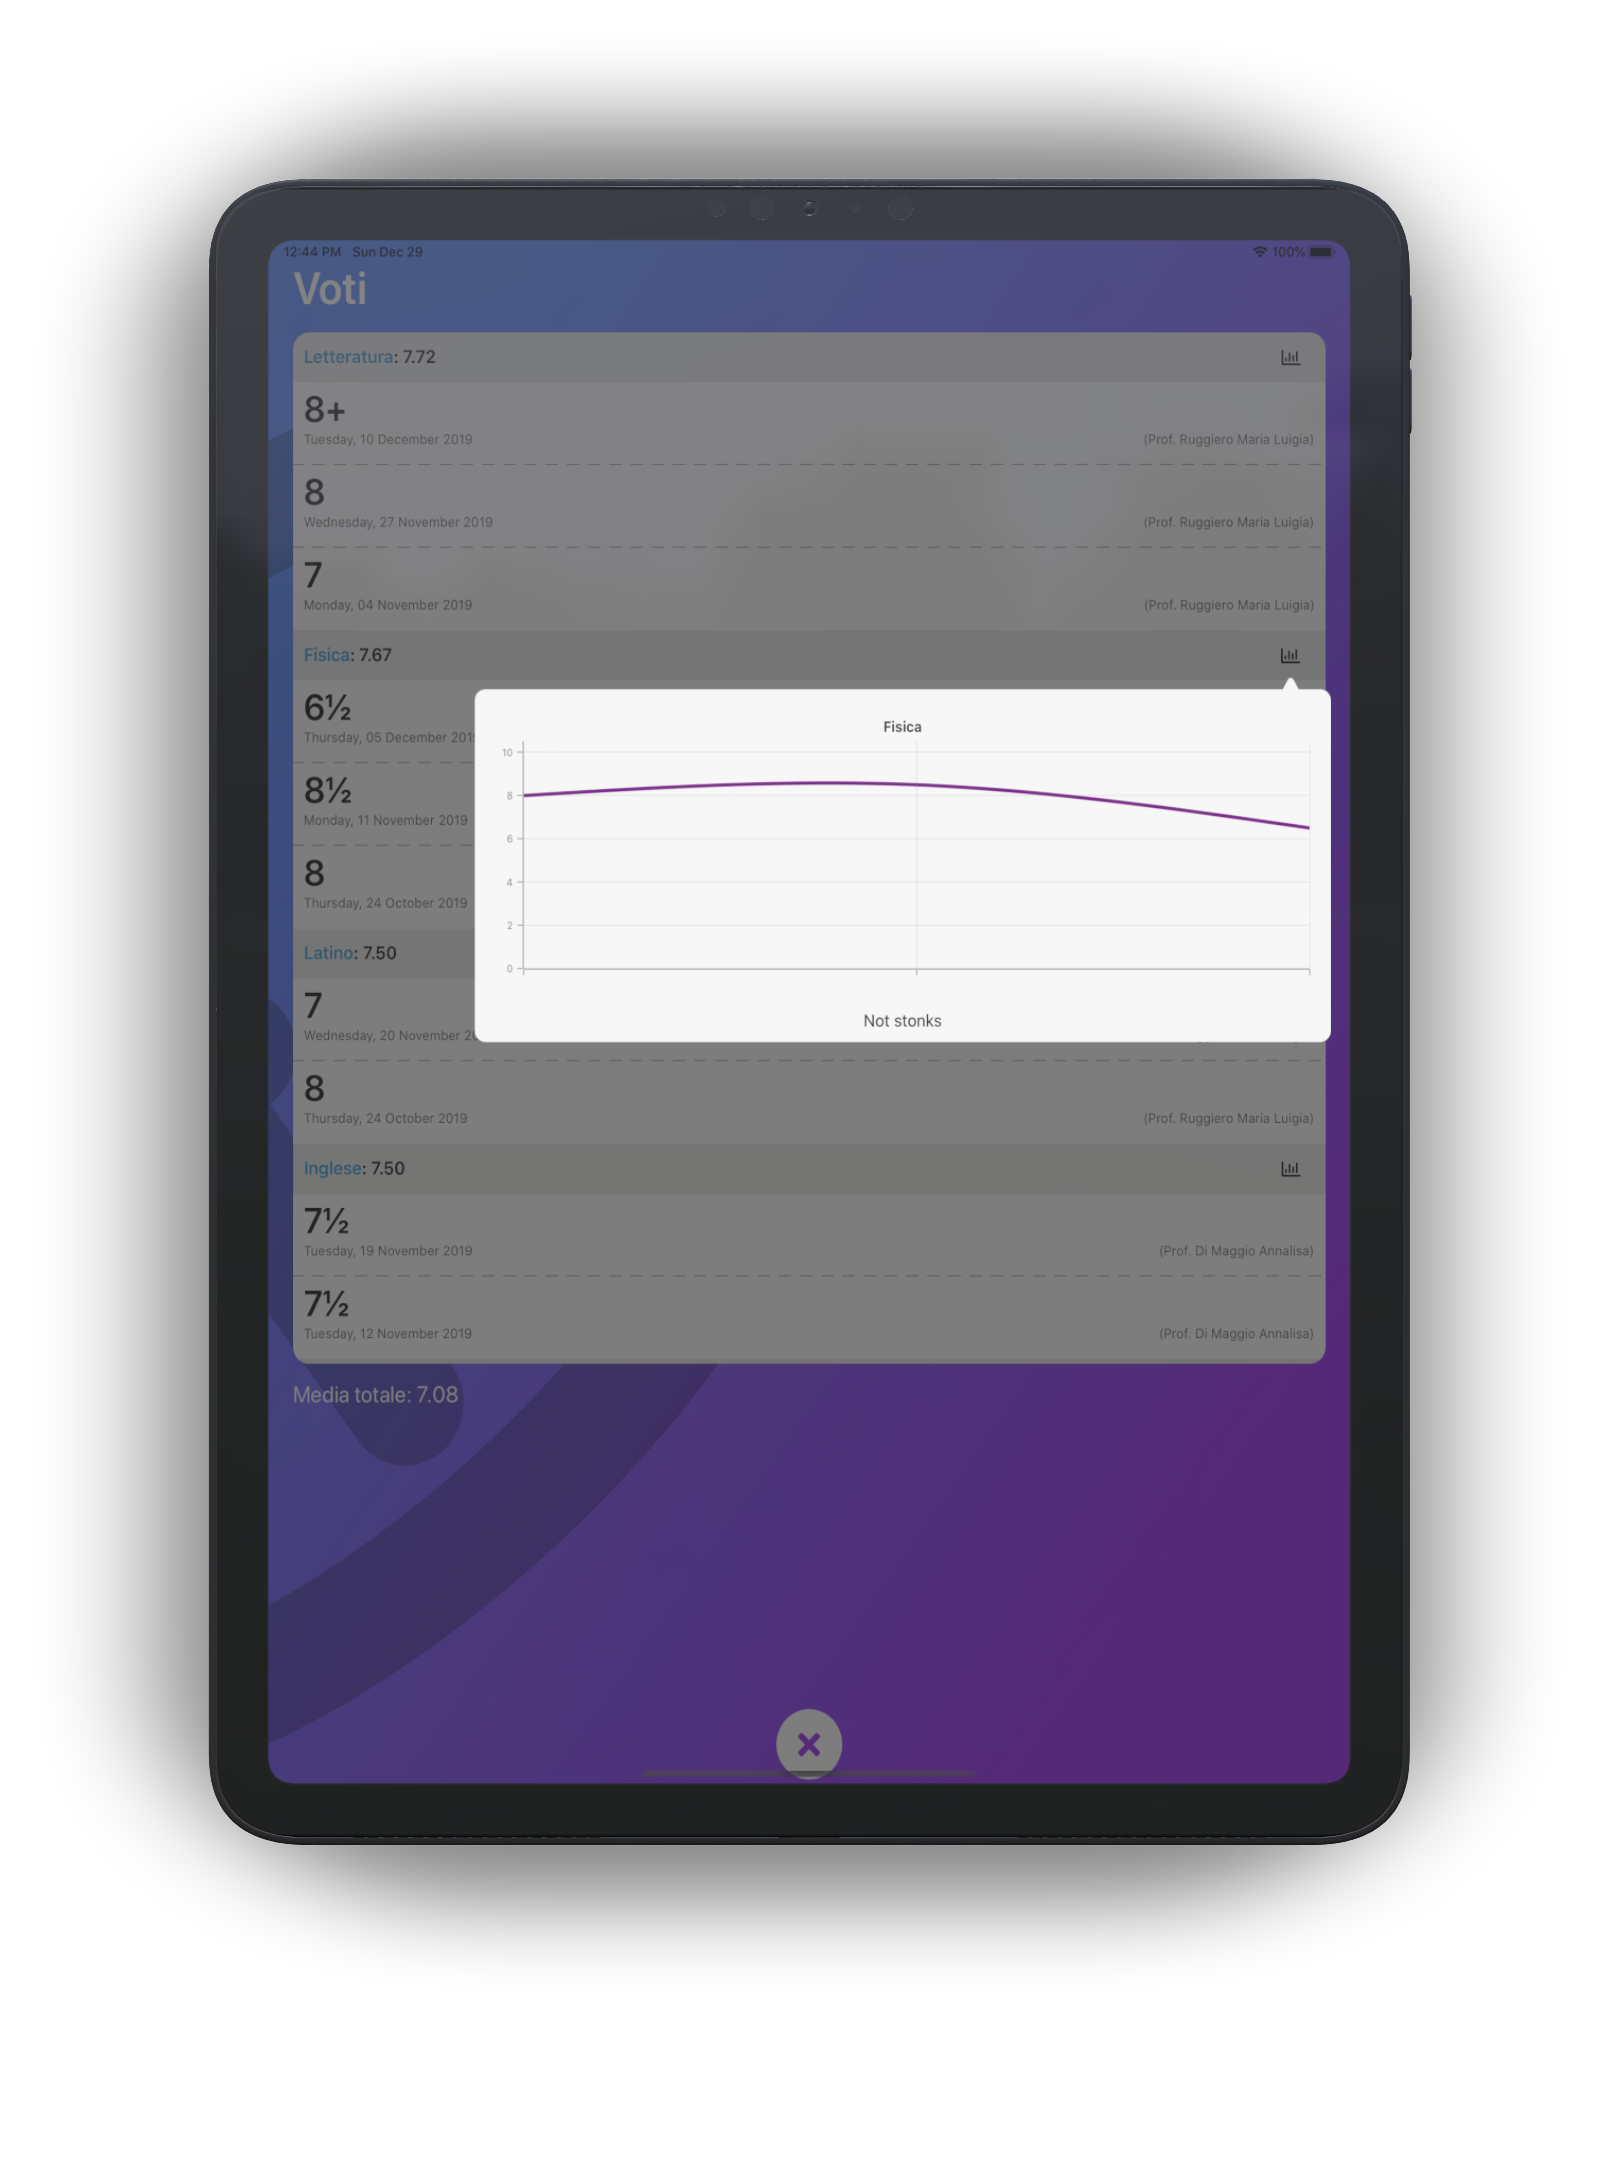 12:44 PM Sun Dec 29 100%
Voti
Letteratura: 7.72
8+
Tuesday, 10 December 2019 (Prof. Ruggiero Maria Luigia)
8
Wednesday, 27 November 2019 (Prof. Ruggiero Maria Luigia)
7
Monday, 04 November 2019 (Prof. Ruggiero Maria Luigia)
Fisica: 7.67
6½
Thursday, 05 December 201
8½
Monday, 11 November 2019
8
Thursday, 24 October 2019
Fisica
10
8
6
4
2
0
Not stonks
Latino: 7.50
7
Wednesday, 20 November 2
8
Thursday, 24 October 2019 (Prof. Ruggiero Maria Luigia)
Inglese: 7.50
7½
Tuesday, 19 November 2019 (Prof. Di Maggio Annalisa)
7½
Tuesday, 12 November 2019 (Prof. Di Maggio Annalisa)
Media totale: 7.08